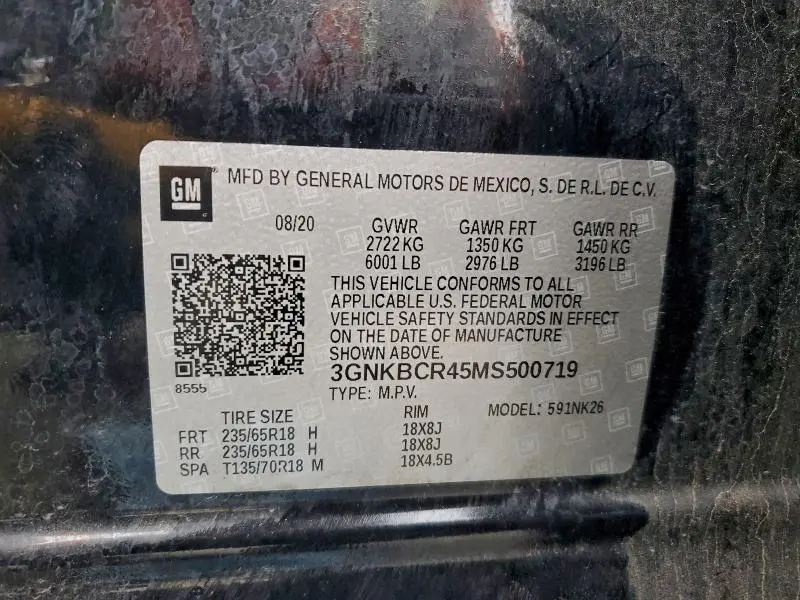 GM MFD BY GENERAL MOTORS DE MEXICO, S. DE R.L. DE C.V.
08/20 GVWR GAWR FRT GAWR RR
2722 KG 1350 KG 1450 KG
6001 LB 2976 LB 3196 LB
THIS VEHICLE CONFORMS TO ALL
APPLICABLE U.S. FEDERAL MOTOR
VEHICLE SAFETY STANDARDS IN EFFECT
ON THE DATE OF MANUFACTURE
SHOWN ABOVE.
3GNKBCR45MS500719
8555
TYPE: M.P.V.
TIRE SIZE RIM MODEL: 591NK26
FRT 235/65R18 H 18X8J
RR 235/65R18 H 18X8J
SPA T135/70R18 M 18X4.5B